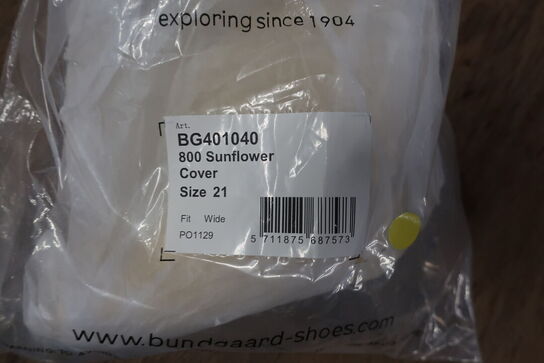 exploring since 1904
Art.
BG401040
800 Sunflower
Cover
Size 21
Fit Wide
PO1129
5 711875 687573
www.bundgaard-shoes.com